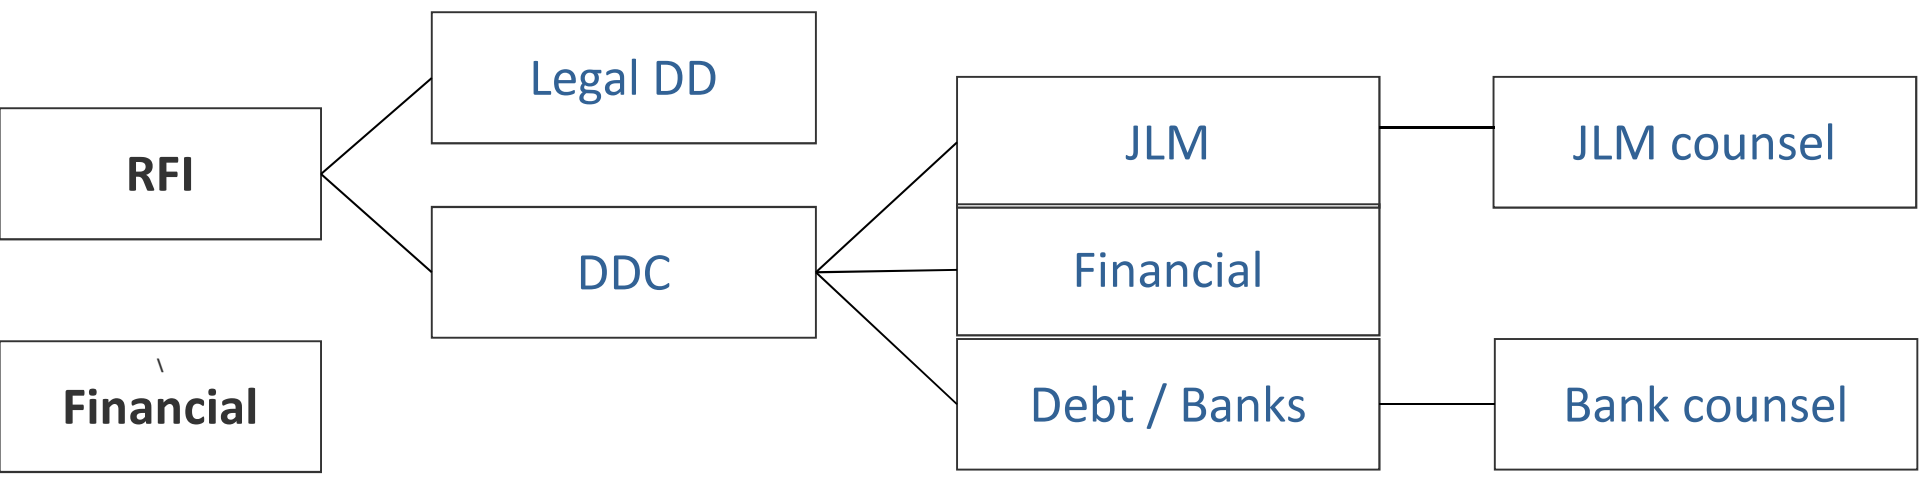 RFI
\
Financial
Legal DD
DDC
JLM
Financial
Debt / Banks
JLM counsel
Bank counsel